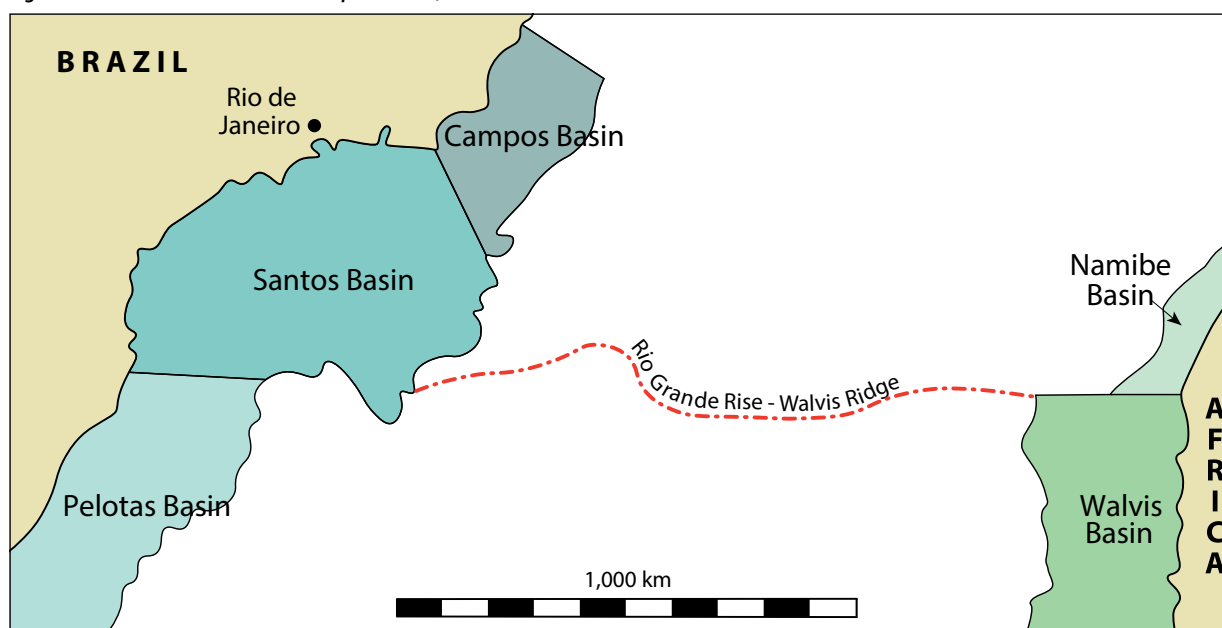 BRAZIL
Rio de
Janeiro
Campos Basin
Santos Basin
Namibe
Basin
Rio Grande Rise - Walvis Ridge
AFRICA
Pelotas Basin
Walvis
Basin
1,000 km